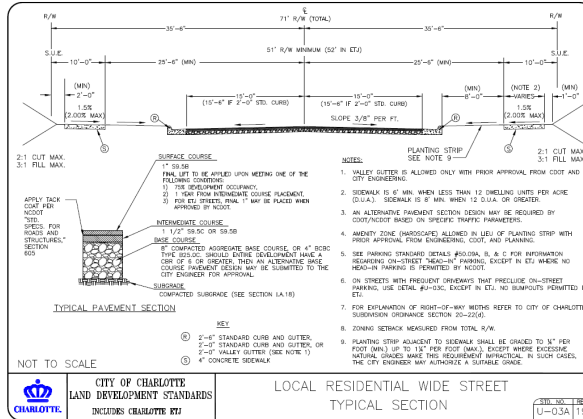 R/W
71' R/W (TOTAL)
R/W
35'-6"
35'-6"
51' R/W MINIMUM (52' IN ETJ)
S.U.E.
S.U.E.
10'-0"
25'-6" (MIN)
25'-6" (MIN)
10'-0"
(MIN)
2'-0"
15'-0"
(15'-6" IF 2'-0" STD. CURB)
15'-0"
(15'-6" IF 2'-0" STD. CURB)
(MIN)
8'-0"
(NOTE 2)
VARIES
(MIN)
1'-0"
1.5%
(2.00% MAX)
R
SLOPE 3/8" PER FT.
R
1.5%
(2.00% MAX)
S
S
2:1 CUT MAX.
3:1 FILL MAX.
PLANTING STRIP
SEE NOTE 9
2:1 CUT MAX.
3:1 FILL MAX.
SURFACE COURSE
1" S9.5B
FINAL LIFT TO BE APPLIED UPON MEETING ONE OF THE
FOLLOWING CONDITIONS:
1) 75% DEVELOPMENT OCCUPANCY,
2) 1 YEAR FROM INTERMEDIATE COURSE PLACEMENT,
3) FOR ETJ STREETS, FINAL 1" MAY BE PLACED WHEN
APPROVED BY NCDOT.
APPLY TACK
COAT PER
NCDOT
"STD.
SPECS. FOR
ROADS AND
STRUCTURES,"
SECTION
605
INTERMEDIATE COURSE
1 1/2" S9.5C OR S9.5B
BASE COURSE
8" COMPACTED AGGREGATE BASE COURSE, OR 4" BCBC
TYPE B25.0C. SHOULD ENTIRE DEVELOPMENT HAVE A
CBR OF 6 OR GREATER, THEN AN ALTERNATIVE BASE
COURSE PAVEMENT DESIGN MAY BE SUBMITTED TO THE
CITY ENGINEER FOR APPROVAL.
SUBGRADE
COMPACTED SUBGRADE (SEE SECTION I.A.18)
TYPICAL PAVEMENT SECTION
KEY
R 2'-6" STANDARD CURB AND GUTTER,
2'-0" STANDARD CURB AND GUTTER, OR
2'-0" VALLEY GUTTER (SEE NOTE 1)
S 4" CONCRETE SIDEWALK
NOTES:
1. VALLEY GUTTER IS ALLOWED ONLY WITH PRIOR APPROVAL FROM CDOT AND
CITY ENGINEERING.
2. SIDEWALK IS 6' MIN. WHEN LESS THAN 12 DWELLING UNITS PER ACRE
(D.U.A.). SIDEWALK IS 8' MIN. WHEN 12 D.U.A. OR GREATER.
3. AN ALTERNATIVE PAVEMENT SECTION DESIGN MAY BE REQUIRED BY
CDOT/NCDOT BASED ON SPECIFIC TRAFFIC PARAMETERS.
4. AMENITY ZONE (HARDSCAPE) ALLOWED IN LIEU OF PLANTING STRIP WITH
PRIOR APPROVAL FROM ENGINEERING, CDOT, AND PLANNING.
5. SEE PARKING STANDARD DETAILS #50.09A, B, & C FOR INFORMATION
REGARDING ON-STREET "HEAD-IN" PARKING, EXCEPT IN ETJ WHERE NO
HEAD-IN PARKING IS PERMITTED BY NCDOT.
6. ON STREETS WITH FREQUENT DRIVEWAYS THAT PRECLUDE ON-STREET
PARKING, USE DETAIL #U-03C, EXCEPT IN ETJ. NO BUMPOUTS PERMITTED
ETJ.
7. FOR EXPLANATION OF RIGHT-OF-WAY WIDTHS REFER TO CITY OF CHARLOTTE
SUBDIVISION ORDINANCE SECTION 20-22(d).
8. ZONING SETBACK MEASURED FROM TOTAL R/W.
9. PLANTING STRIP ADJACENT TO SIDEWALK SHALL BE GRADED TO ¼" PER
FOOT (MIN.) UP TO 1¼" PER FOOT (MAX.), EXCEPT WHERE EXCESSIVE
NATURAL GRADES MAKE THIS REQUIREMENT IMPRACTICAL. IN SUCH CASES,
THE CITY ENGINEER MAY AUTHORIZE A SUITABLE GRADE.
NOT TO SCALE
CHARLOTTE.
CITY OF CHARLOTTE
LAND DEVELOPMENT STANDARDS
INCLUDES CHARLOTTE ETJ
LOCAL RESIDENTIAL WIDE STREET
TYPICAL SECTION
STD. NO.
U-03A